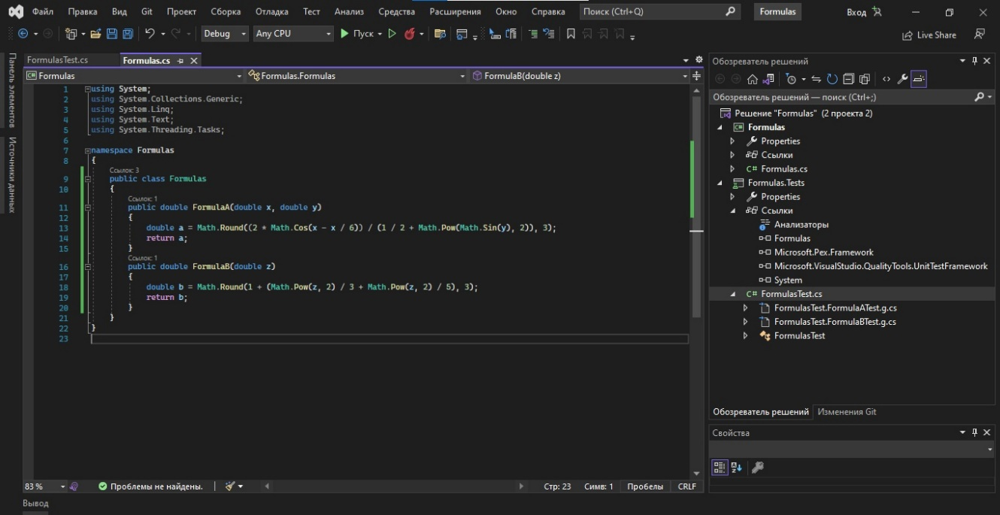 Файл Правка Вид Git Проект Сборка Отладка Тест Анализ Средства Расширения Окно Справка Поиск (Ctrl+Q) Formulas Вход
Debug Any CPU Пуск Live Share
Панель элементов
Источники данных
FormulasTest.cs Formulas.cs
Formulas Formulas.Formulas FormulaB(double z)
1 using System;
2 using System.Collections.Generic;
3 using System.Linq;
4 using System.Text;
5 using System.Threading.Tasks;
6
7 namespace Formulas
8 {
Ссылок: 3
9 public class Formulas
10 {
Ссылок: 1
11 public double FormulaA(double x, double y)
12 {
13 double a = Math.Round((2 * Math.Cos(x - x / 6)) / (1 / 2 + Math.Pow(Math.Sin(y), 2)), 3);
14 return a;
15 }
Ссылок: 1
16 public double FormulaB(double z)
17 {
18 double b = Math.Round(1 + (Math.Pow(z, 2) / 3 + Math.Pow(z, 2) / 5), 3);
19 return b;
20 }
21 }
22 }
23
83 % Проблемы не найдены. Стр: 23 Симв: 1 Пробелы CRLF
Вывод
Обозреватель решений
Обозреватель решений — поиск (Ctrl+;)
Решение "Formulas" (2 проекта 2)
Formulas
Properties
Ссылки
C# Formulas.cs
Formulas.Tests
Properties
Ссылки
Анализаторы
Formulas
Microsoft.Pex.Framework
Microsoft.VisualStudio.QualityTools.UnitTestFramework
System
C# FormulasTest.cs
FormulasTest.FormulaATest.g.cs
FormulasTest.FormulaBTest.g.cs
FormulasTest
Обозреватель решений Изменения Git
Свойства